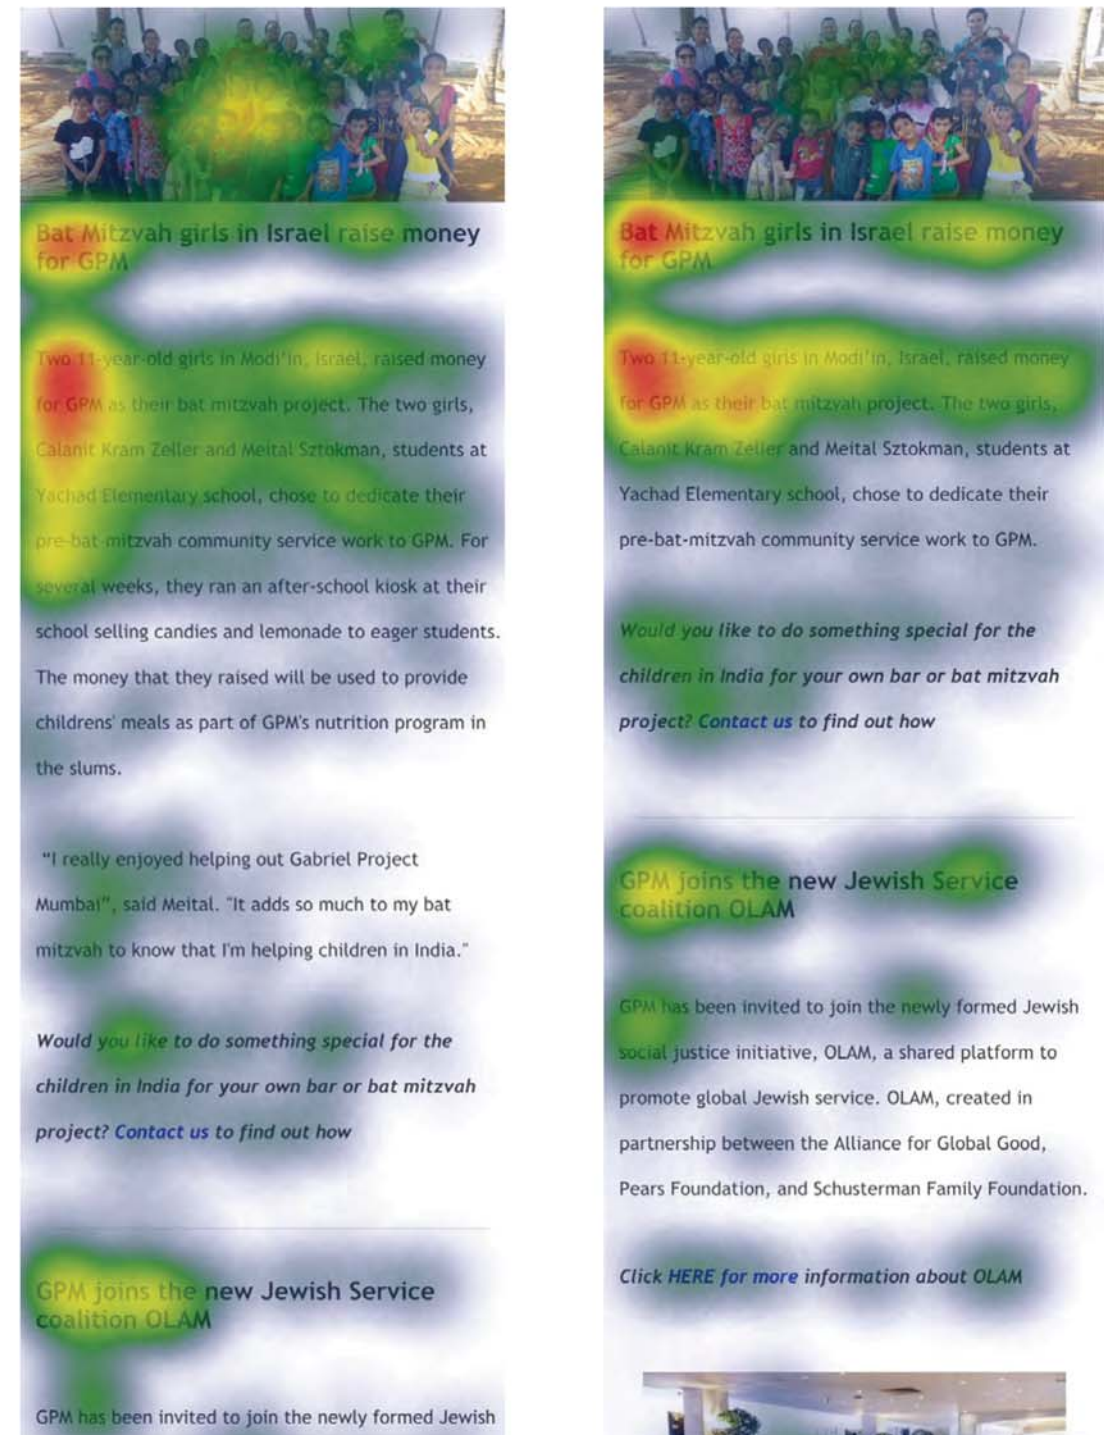 Bat Mitzvah girls in Israel raise money
for GPM
Two 11-year-old girls in Modi'in, Israel, raised money
for GPM as their bat mitzvah project. The two girls,
Calanit Kram Zeller and Meital Sztokman, students at
Yachad Elementary school, chose to dedicate their
pre-bat-mitzvah community service work to GPM. For
several weeks, they ran an after-school kiosk at their
school selling candies and lemonade to eager students.
The money that they raised will be used to provide
childrens' meals as part of GPM's nutrition program in
the slums.
"I really enjoyed helping out Gabriel Project
Mumbai", said Meital. "It adds so much to my bat
mitzvah to know that I'm helping children in India."
Would you like to do something special for the
children in India for your own bar or bat mitzvah
project? Contact us to find out how
GPM joins the new Jewish Service
coalition OLAM
GPM has been invited to join the newly formed Jewish
Bat Mitzvah girls in Israel raise money
for GPM
Two 11-year-old girls in Modi'in, Israel, raised money
for GPM as their bat mitzvah project. The two girls,
Calanit Kram Zeller and Meital Sztokman, students at
Yachad Elementary school, chose to dedicate their
pre-bat-mitzvah community service work to GPM.
Would you like to do something special for the
children in India for your own bar or bat mitzvah
project? Contact us to find out how
GPM joins the new Jewish Service
coalition OLAM
GPM has been invited to join the newly formed Jewish
social justice initiative, OLAM, a shared platform to
promote global Jewish service. OLAM, created in
partnership between the Alliance for Global Good,
Pears Foundation, and Schusterman Family Foundation.
Click HERE for more information about OLAM